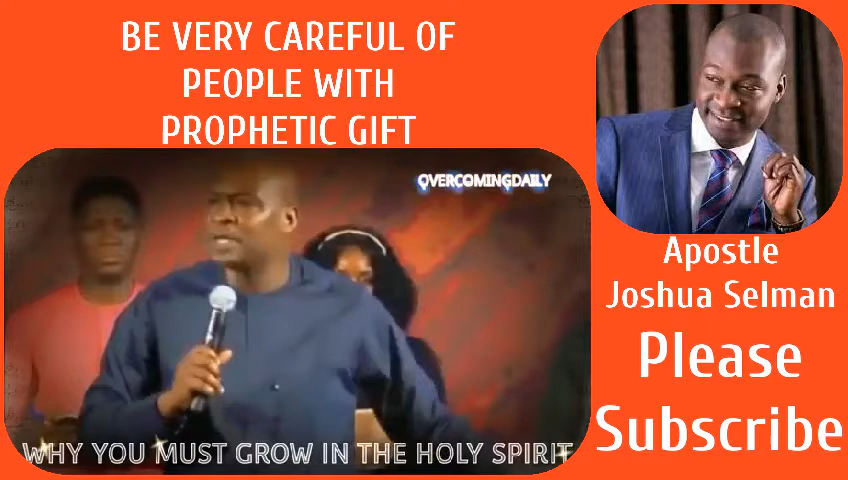 BE VERY CAREFUL OF
PEOPLE WITH
PROPHETIC GIFT
OVERCOMINGDAILY
WHY YOU MUST GROW IN THE HOLY SPIRIT
Apostle
Joshua Selman
Please
Subscribe